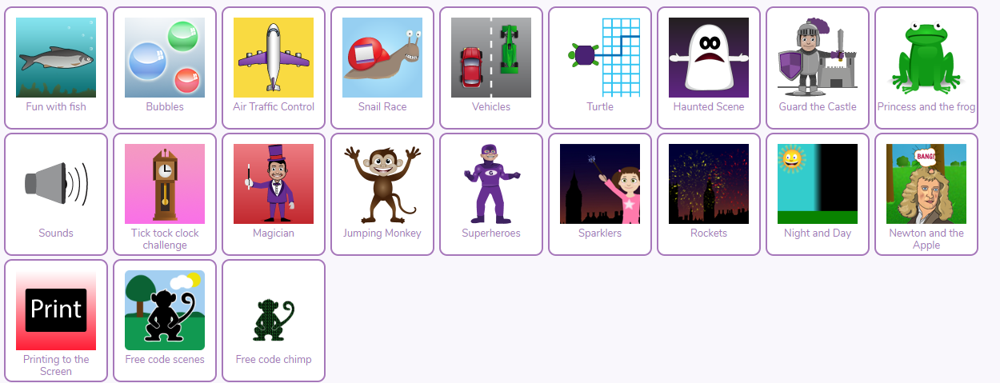 Fun with fish
Bubbles
Air Traffic Control
Snail Race
Vehicles
Turtle
Haunted Scene
Guard the Castle
Princess and the frog
Sounds
Tick tock clock
challenge
Magician
Jumping Monkey
Superheroes
Sparklers
Rockets
Night and Day
BANG!
Newton and the
Apple
Print
Printing to the
Screen
Free code scenes
Free code chimp